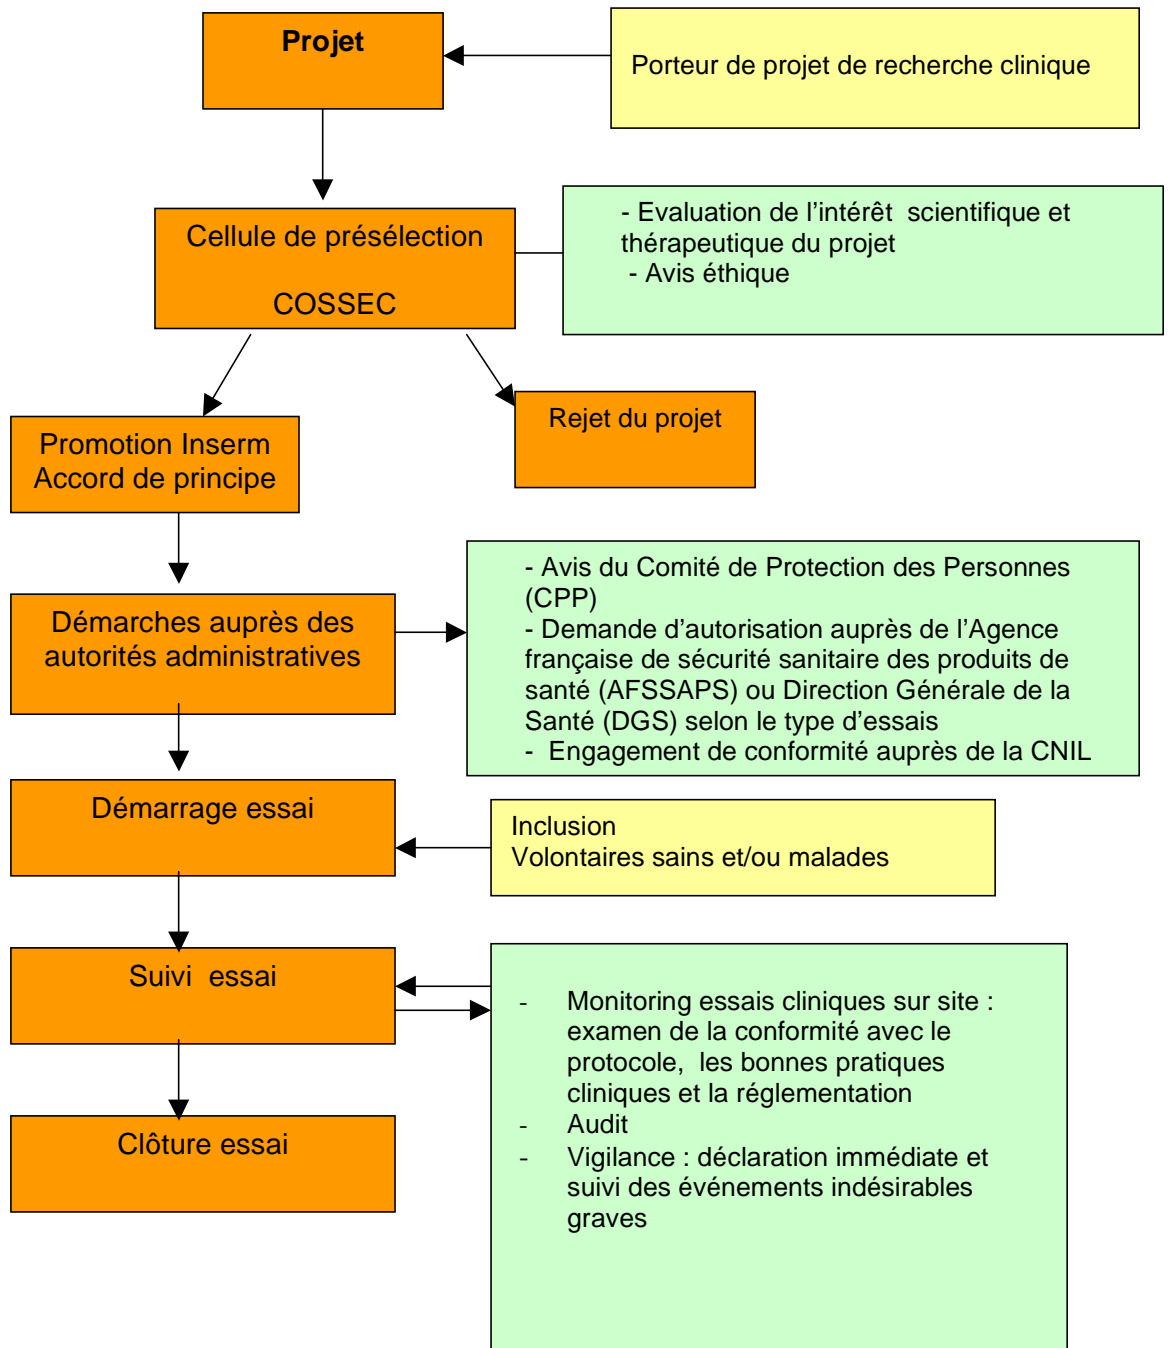 Projet
Porteur de projet de recherche clinique
Cellule de présélection
COSSEC
- Evaluation de l’intérêt  scientifique et
thérapeutique du projet
- Avis éthique
Promotion Inserm
Accord de principe
Rejet du projet
Démarches auprès des
autorités administratives
- Avis du Comité de Protection des Personnes
(CPP)
- Demande d’autorisation auprès de l’Agence
française de sécurité sanitaire des produits de
santé (AFSSAPS) ou Direction Générale de la
Santé (DGS) selon le type d’essais
-  Engagement de conformité auprès de la CNIL
Démarrage essai
Inclusion
Volontaires sains et/ou malades
Suivi  essai
- Monitoring essais cliniques sur site :
examen de la conformité avec le
protocole,  les bonnes pratiques
cliniques et la réglementation
- Audit
- Vigilance : déclaration immédiate et
suivi des événements indésirables
graves
Clôture essai